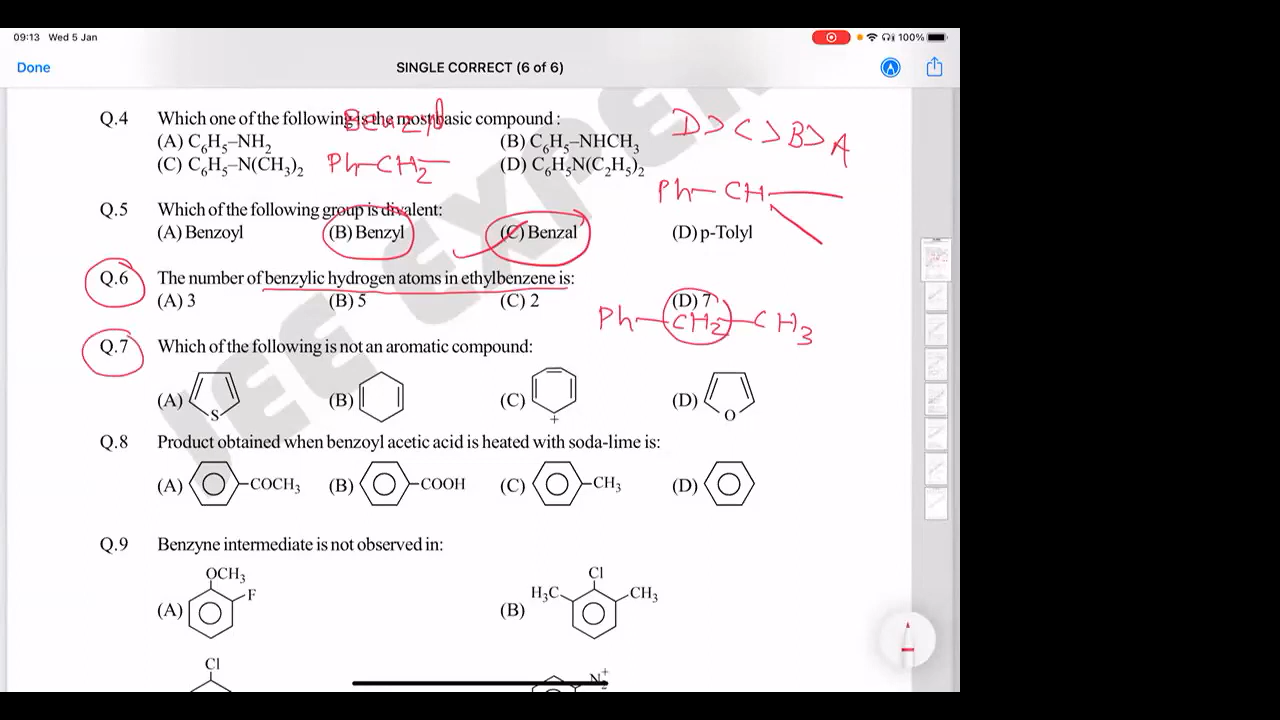 09:13 Wed 5 Jan
100%
Done
SINGLE CORRECT (6 of 6)
JEE EXPER
Q.4 Which one of the following is the most basic compound :
Benzyl
D > C > B > A
(A) C₆H₅–NH₂ (B) C₆H₅–NHCH₃
(C) C₆H₅–N(CH₃)₂ Ph–CH₂– (D) C₆H₅N(C₂H₅)₂
Ph–CH
Q.5 Which of the following group is divalent:
(A) Benzoyl (B) Benzyl (C) Benzal (D) p-Tolyl
Q.6 The number of benzylic hydrogen atoms in ethylbenzene is:
(A) 3 (B) 5 (C) 2 (D) 7
Ph–CH₂–CH₃
Q.7 Which of the following is not an aromatic compound:
(A) S (B) (C) + (D) O
Q.8 Product obtained when benzoyl acetic acid is heated with soda-lime is:
(A) –COCH₃ (B) –COOH (C) –CH₃ (D)
Q.9 Benzyne intermediate is not observed in:
(A) OCH₃ F (B) H₃C Cl CH₃
Cl N₂⁺